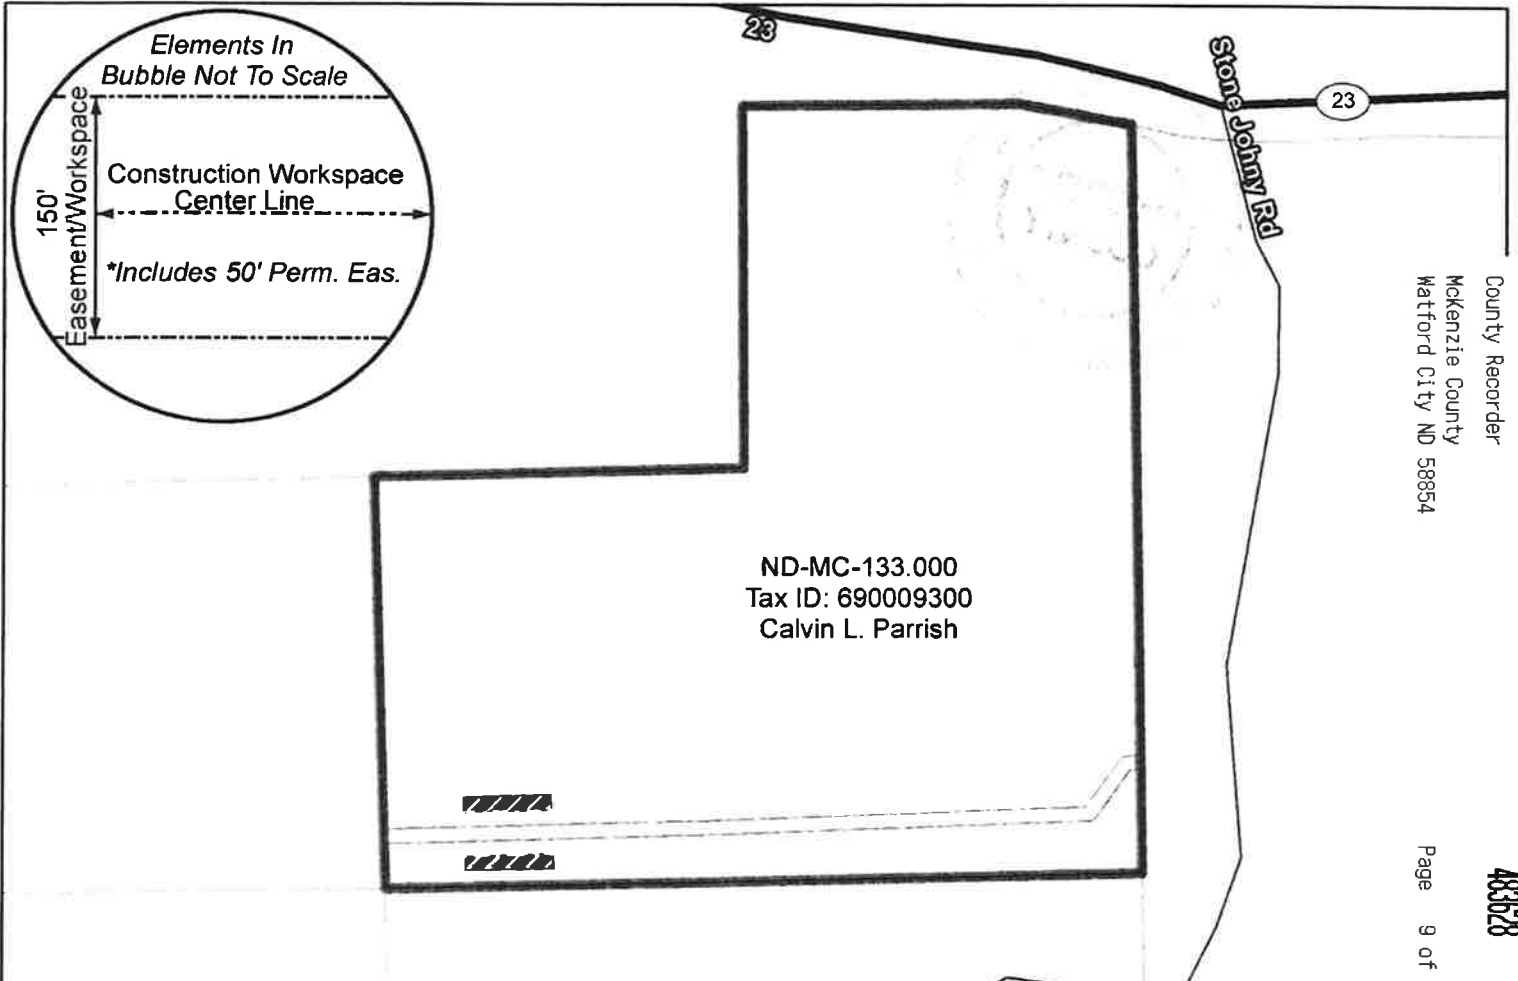 Elements In
Bubble Not To Scale
150'
Easement/Workspace
Construction Workspace
Center Line
*Includes 50' Perm. Eas.
23
Stone Johny Rd
23
ND-MC-133.000
Tax ID: 690009300
Calvin L. Parrish
County Recorder
McKenzie County
Watford City ND 58854
483628
Page 9 of